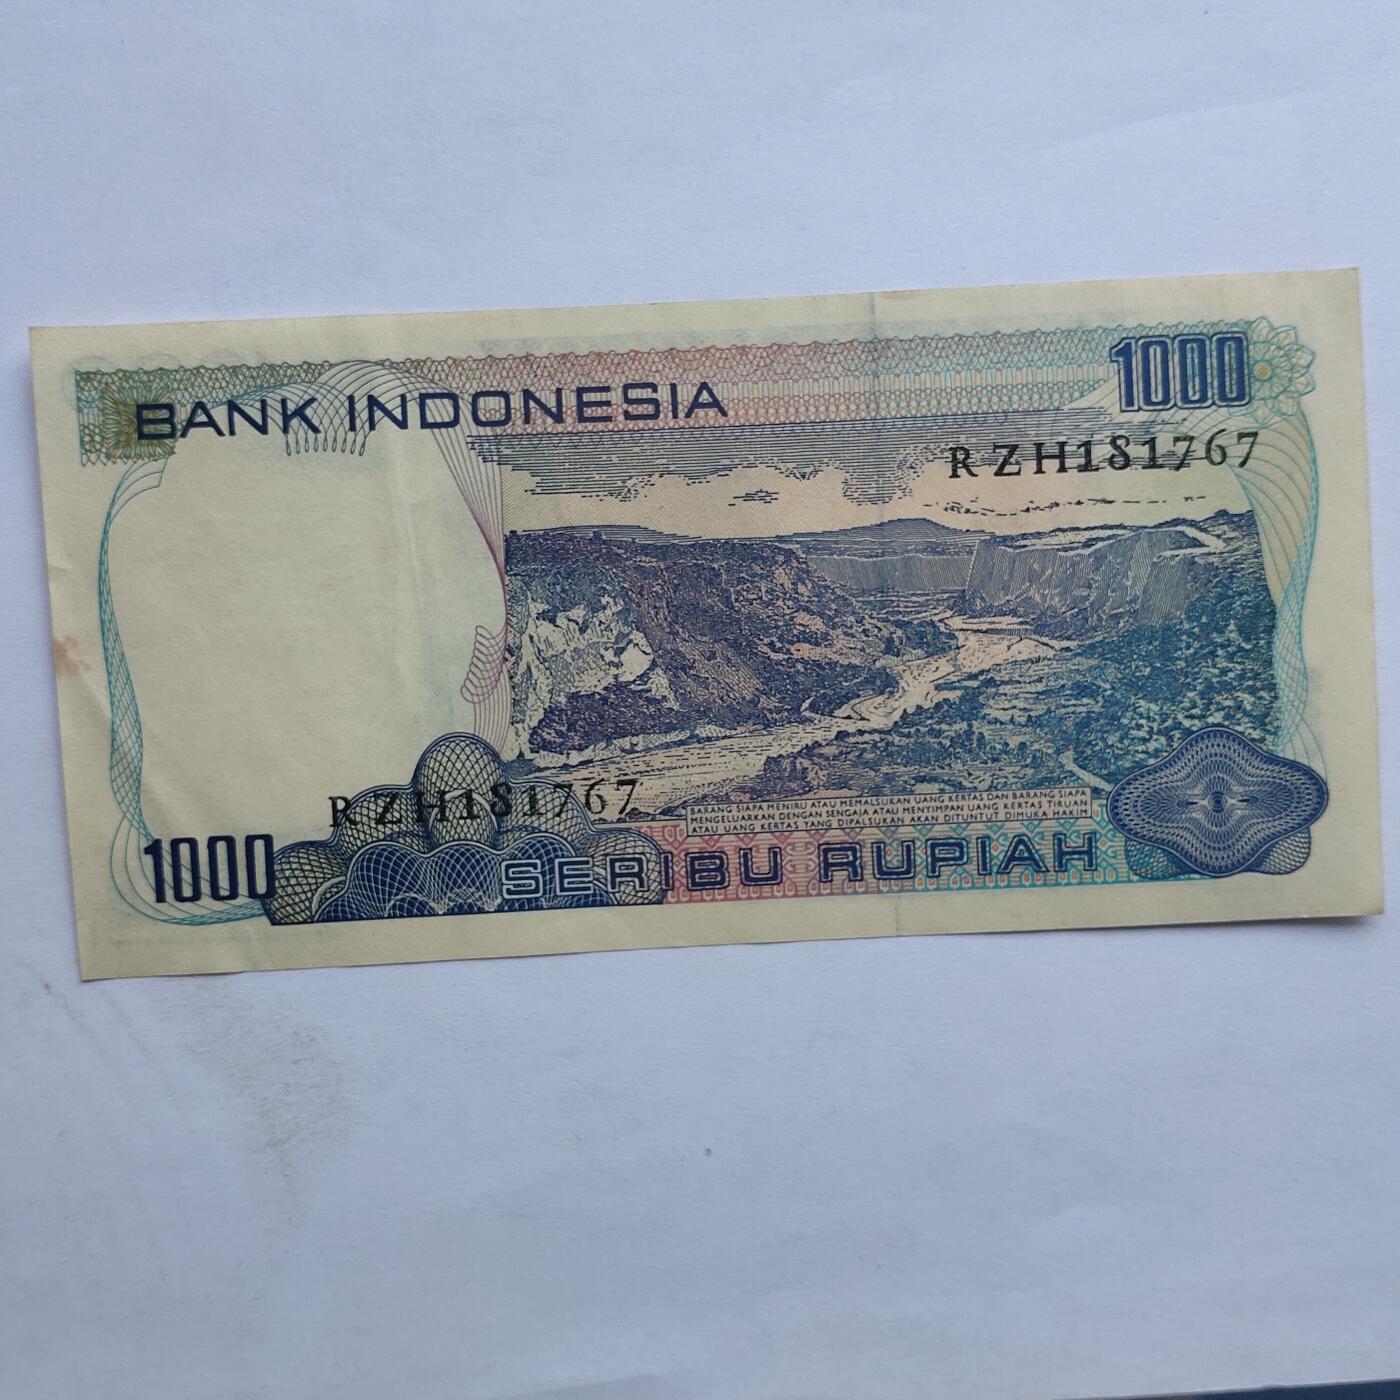 BANK INDONESIA
1000
RZH181767
RZH181767
BARANG SIAPA MENIRU ATAU MEMALSUKAN UANG KERTAS DAN BARANG SIAPA
MENGELUARKAN DENGAN SENGAJA ATAU MENYIMPAN UANG KERTAS TIRUAN
ATAU UANG KERTAS YANG DIPALSUKAN AKAN DITUNTUT DIMUKA HAKIM
1000
SERIBU RUPIAH